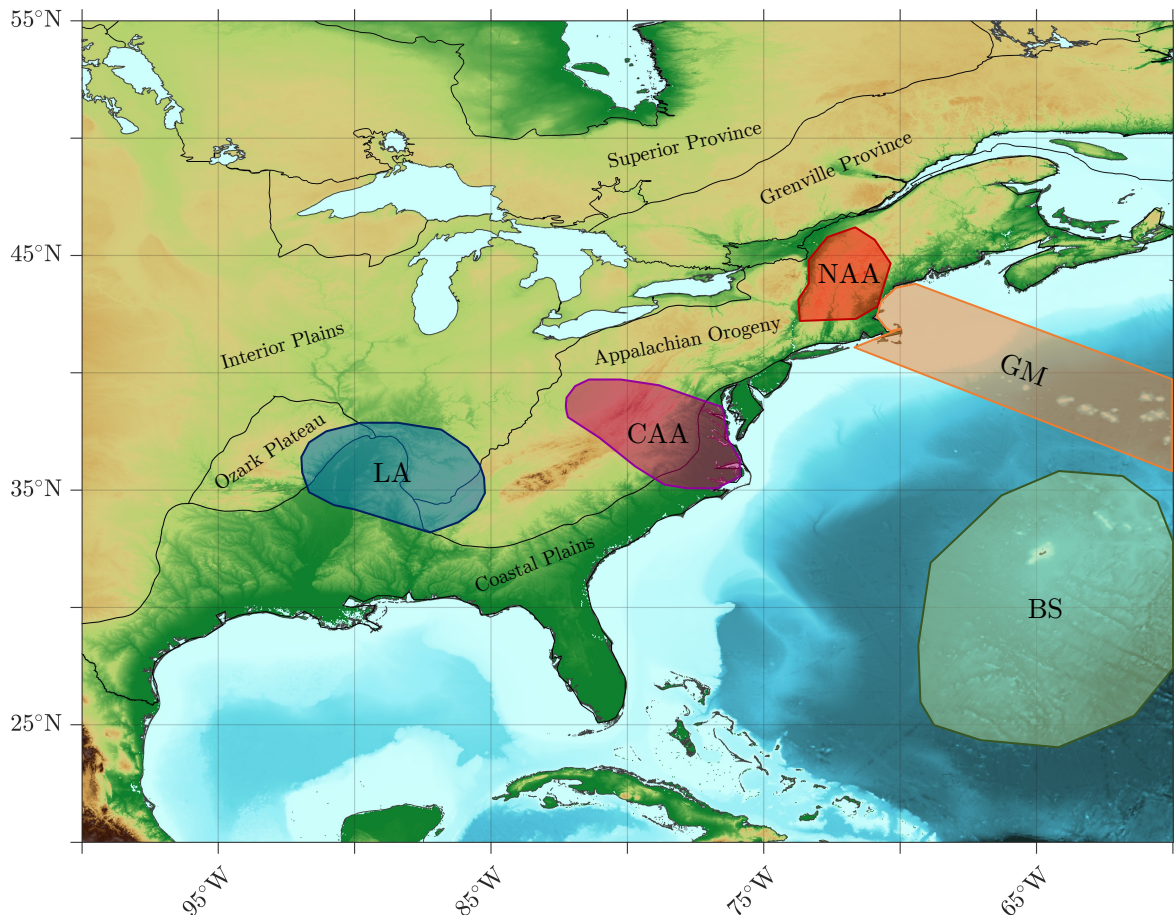 55°N
Superior Province
Grenville Province
45°N
NAA
Interior Plains
Appalachian Orogeny
GM
Ozark Plateau
CAA
LA
35°N
Coastal Plains
BS
25°N
95°W
85°W
75°W
65°W